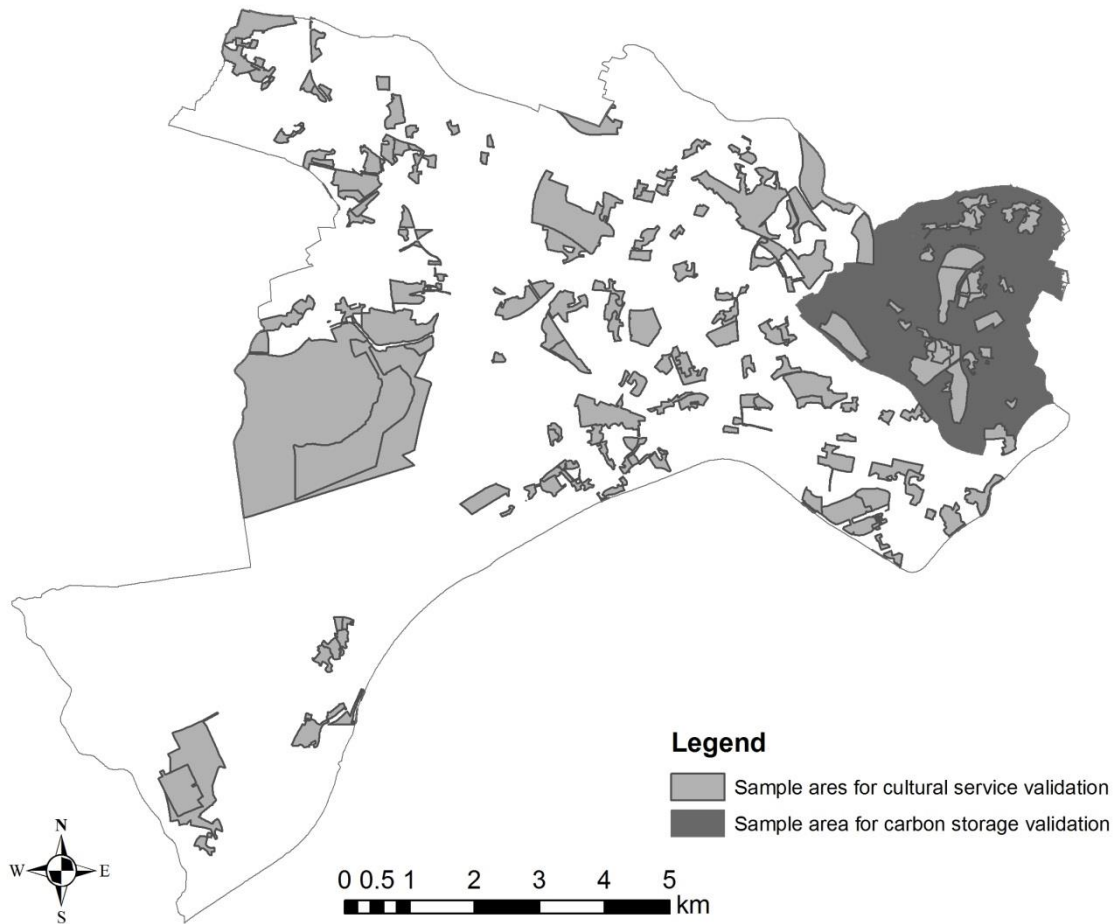 Legend
Sample ares for cultural service validation
Sample area for carbon storage validation
N
W E
S
0 0.5 1 2 3 4 5
km